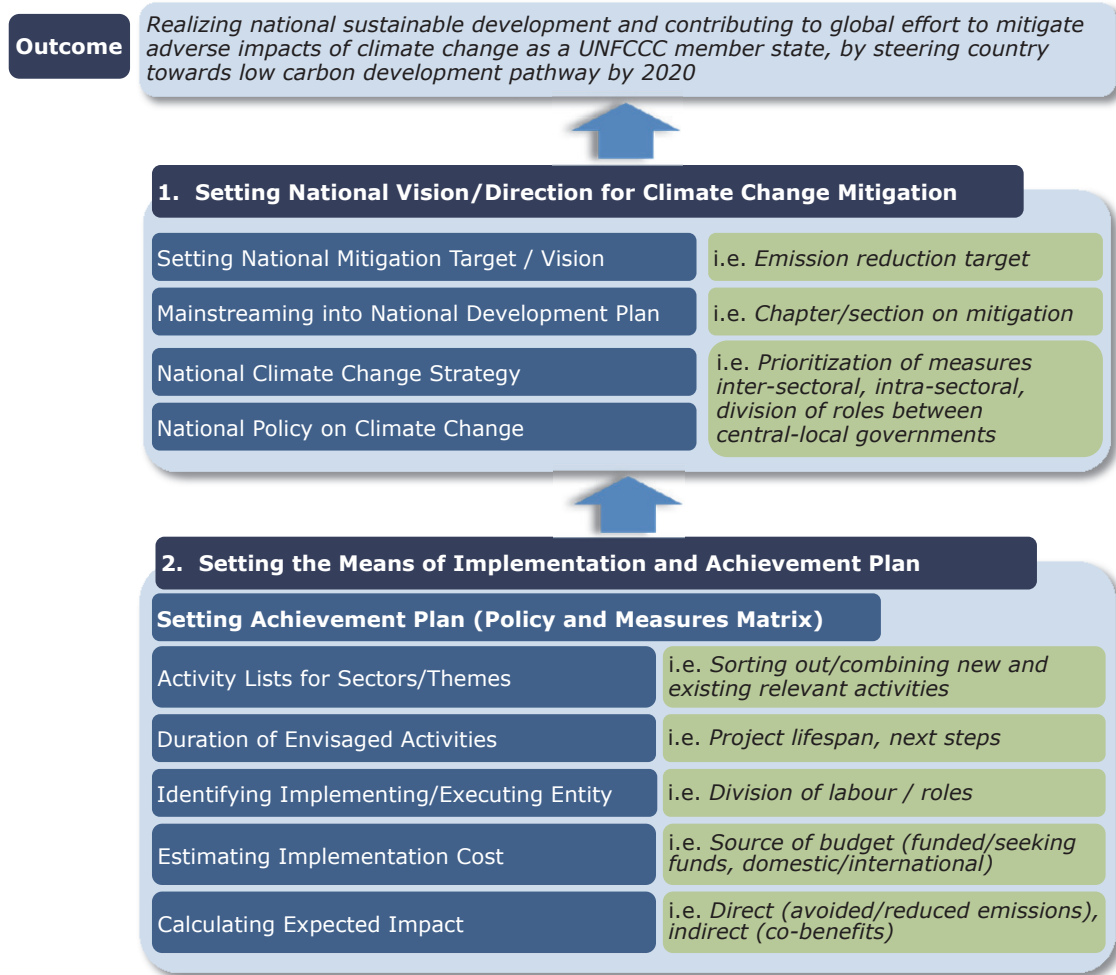 Outcome
Realizing national sustainable development and contributing to global effort to mitigate
adverse impacts of climate change as a UNFCCC member state, by steering country
towards low carbon development pathway by 2020
1. Setting National Vision/Direction for Climate Change Mitigation
Setting National Mitigation Target / Vision
i.e. Emission reduction target
Mainstreaming into National Development Plan
i.e. Chapter/section on mitigation
National Climate Change Strategy
National Policy on Climate Change
i.e. Prioritization of measures
inter-sectoral, intra-sectoral,
division of roles between
central-local governments
2. Setting the Means of Implementation and Achievement Plan
Setting Achievement Plan (Policy and Measures Matrix)
Activity Lists for Sectors/Themes
i.e. Sorting out/combining new and
existing relevant activities
Duration of Envisaged Activities
i.e. Project lifespan, next steps
Identifying Implementing/Executing Entity
i.e. Division of labour / roles
Estimating Implementation Cost
i.e. Source of budget (funded/seeking
funds, domestic/international)
Calculating Expected Impact
i.e. Direct (avoided/reduced emissions),
indirect (co-benefits)